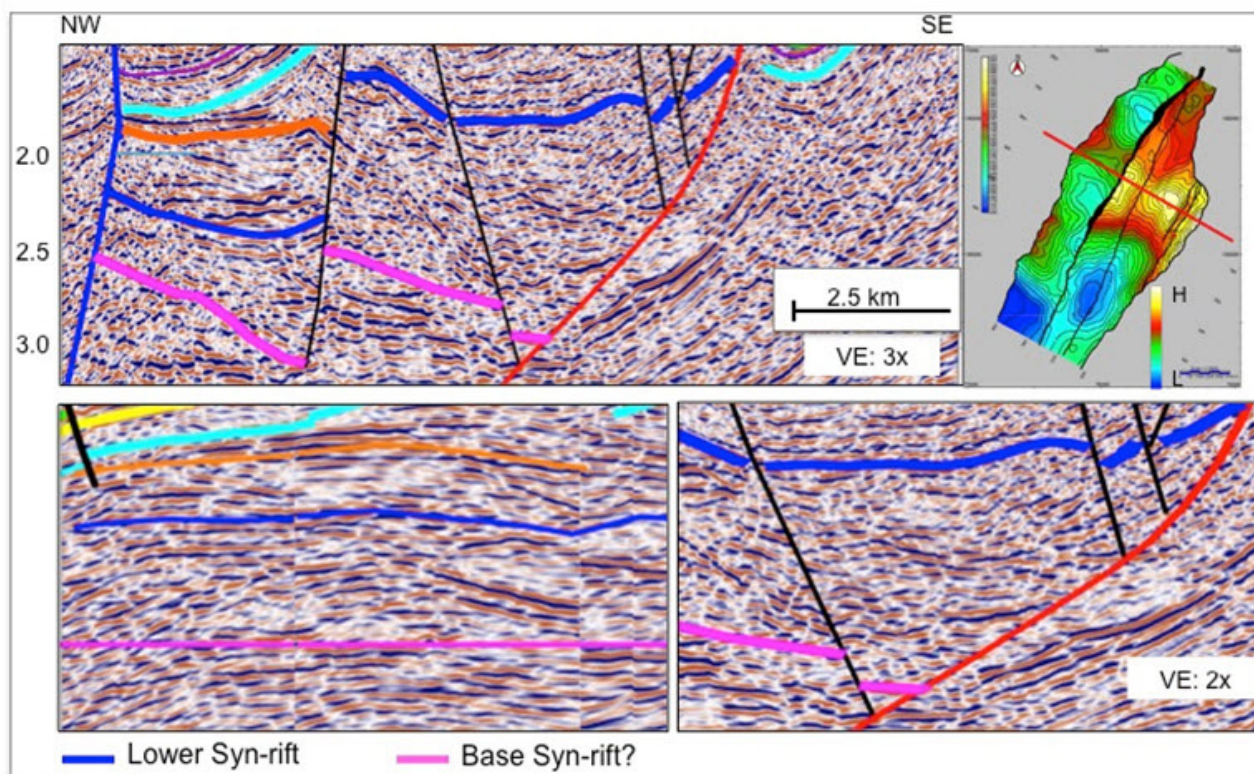 NW
SE
2.0
2.5
3.0
2.5 km
VE: 3x
H
L
VE: 2x
Lower Syn-rift
Base Syn-rift?